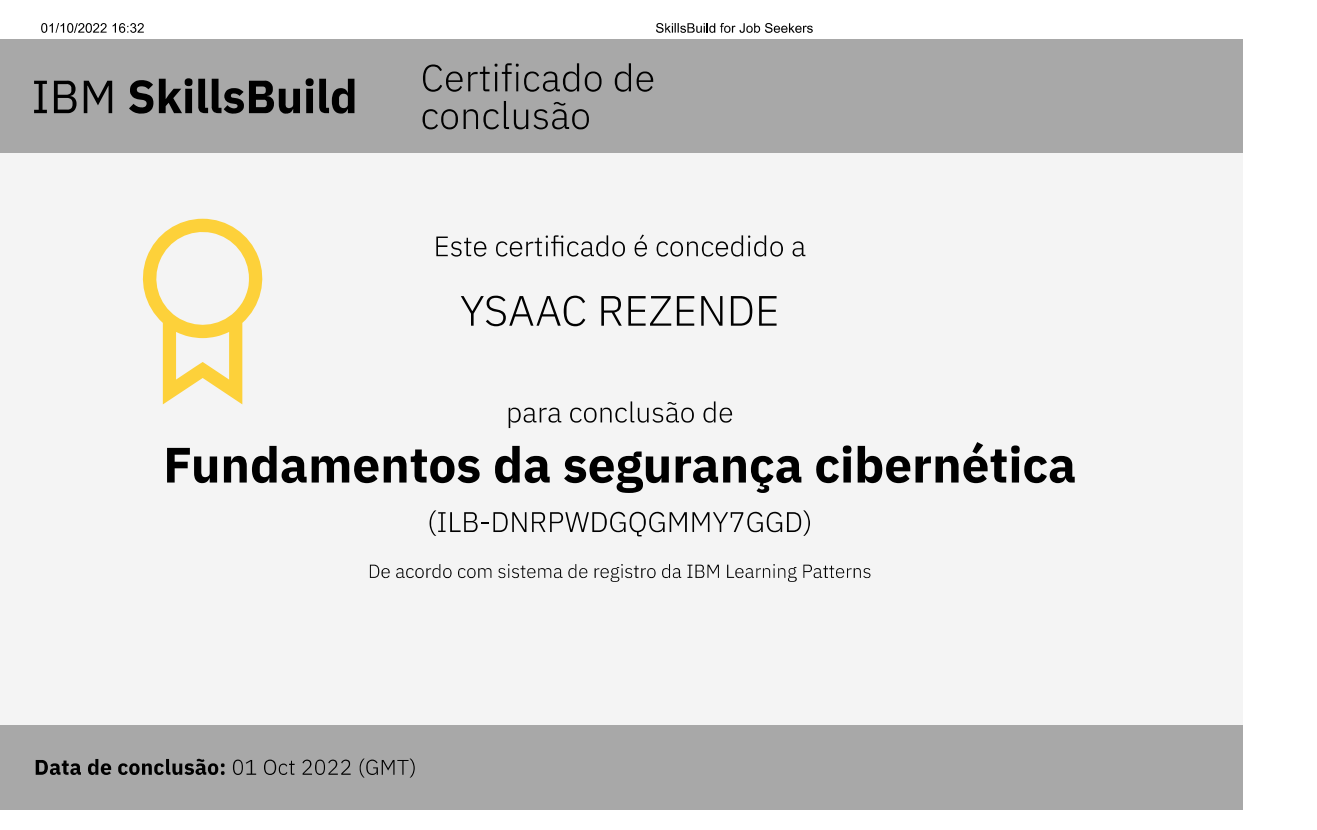 01/10/2022 16:32
SkillsBuild for Job Seekers
IBM SkillsBuild
Certificado de
conclusão
Este certificado é concedido a
YSAAC REZENDE
para conclusão de
Fundamentos da segurança cibernética
(ILB-DNRPWDGQGMMY7GGD)
De acordo com sistema de registro da IBM Learning Patterns
Data de conclusão: 01 Oct 2022 (GMT)